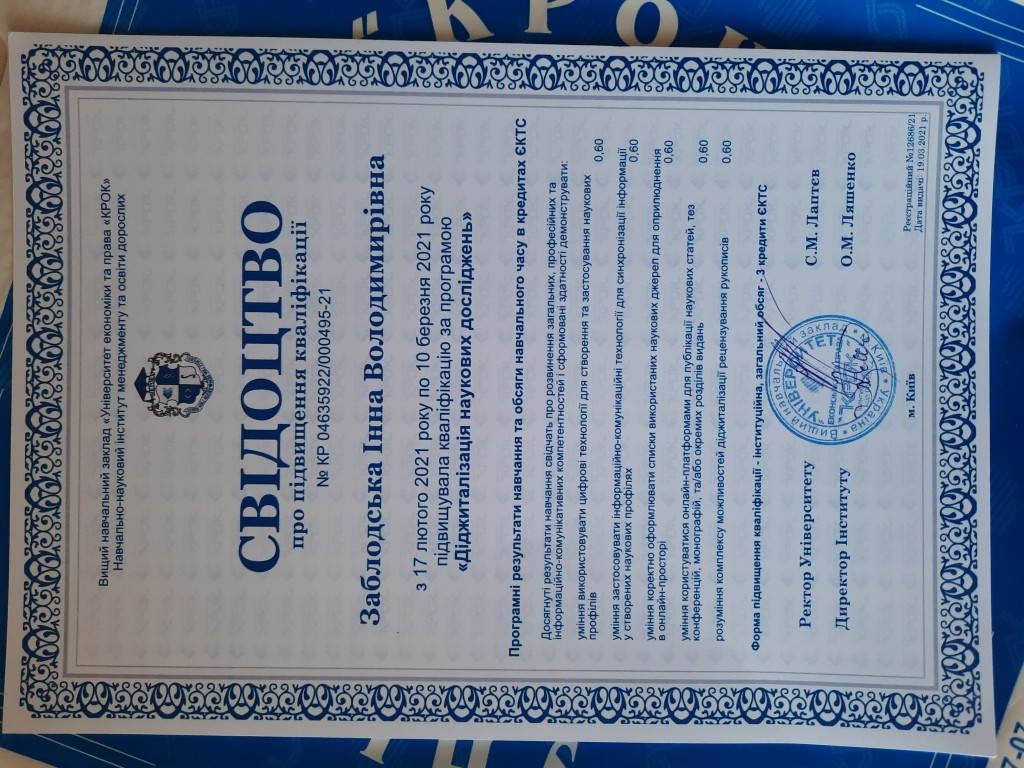 "КРОК
Вищий навчальний заклад «Університет економіки та права «КРОК»
Навчально-науковий інститут менеджменту та освіти дорослих
СВІДОЦТВО
про підвищення кваліфікації
№ КР 04635922/000495-21
Заблодська Інна Володимирівна
з 17 лютого 2021 року по 10 березня 2021 року
підвищувала кваліфікацію за програмою
«Діджиталізація наукових досліджень»
Програмні результати навчання та обсяги навчального часу в кредитах ЄКТС
Досягнуті результати навчання свідчать про розвинення загальних, професійних та
інформаційно-комунікативних компетентностей і сформовані здатності демонструвати:
уміння використовувати цифрові технології для створення та застосування наукових
профілів 0,60
уміння застосовувати інформаційно-комунікаційні технології для синхронізації інформації
у створених наукових профілях 0,60
уміння коректно оформлювати списки використаних наукових джерел для оприлюднення
в онлайн-просторі 0,60
уміння користуватися онлайн-платформами для публікації наукових статей, тез
конференцій, монографій, та/або окремих розділів видань 0,60
розуміння комплексу можливостей діджиталізації рецензування рукописів 0,60
Форма підвищення кваліфікації - інституційна, загальний обсяг - 3 кредити ЄКТС
Ректор Університету С.М. Лаптєв
Директор Інституту О.М. Ляшенко
Україна * Вищий навчальний заклад * Київ
"УНІВЕРСИТЕТ
м. Київ
Реєстраційний №12686/21
Дата видачі: 19.03.2021 р.